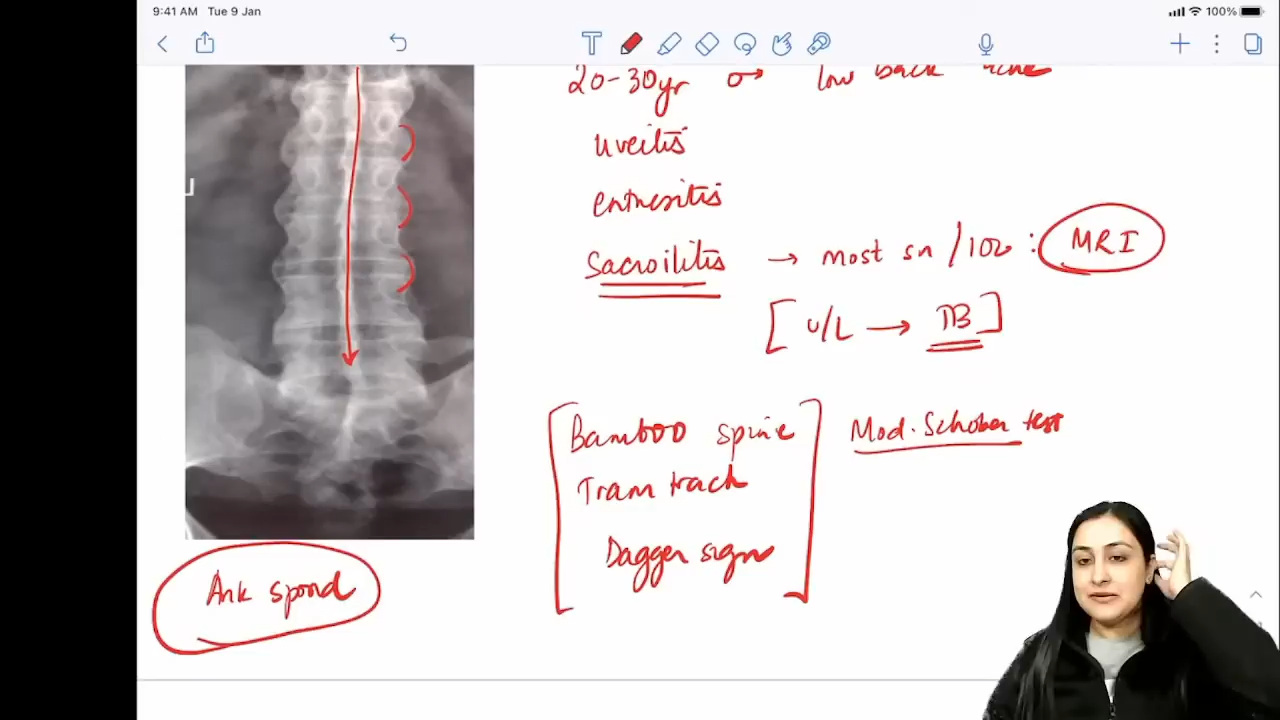 9:41 AM Tue 9 Jan
100%
20-30yr ♂ low back ache
uveitis
enthesitis
Sacroilitis → most sn / IOC : MRI
[ U/L → TB ]
Bamboo spine
Mod. Schober test
Tram track
Dagger sign
Ank spond